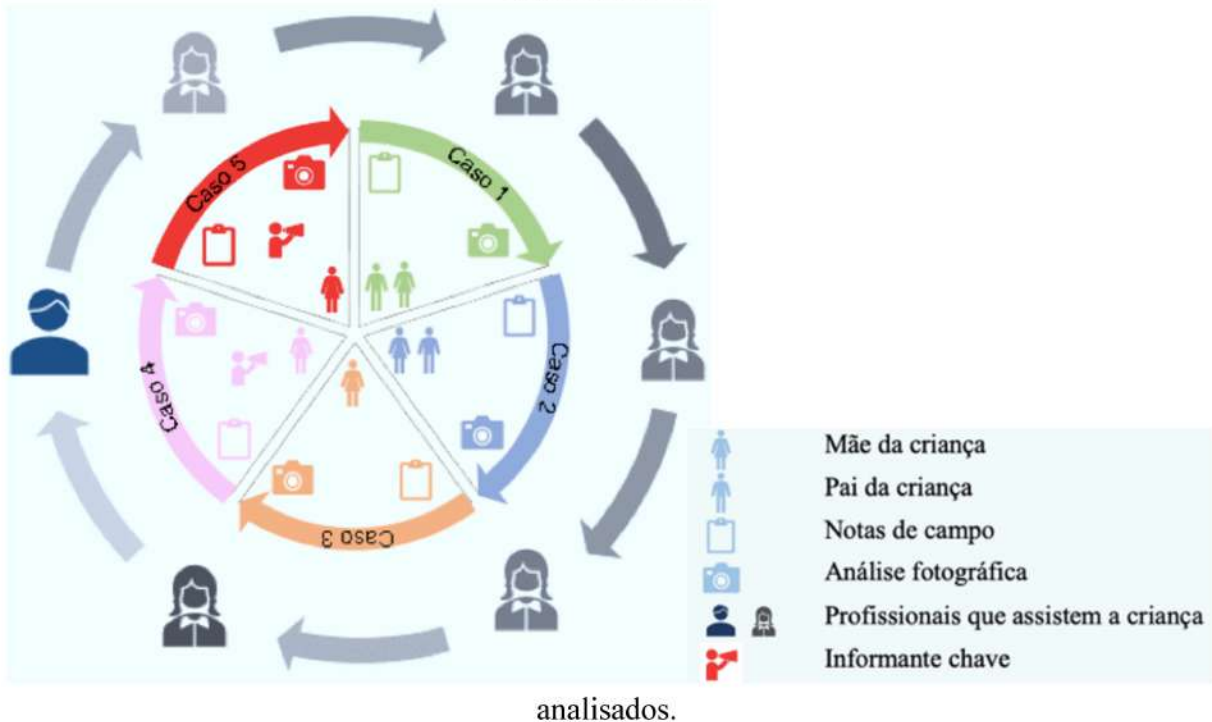 Caso 1
Caso 2
Caso 3
Caso 4
Caso 5
Mãe da criança
Pai da criança
Notas de campo
Análise fotográfica
Profissionais que assistem a criança
Informante chave
analisados.